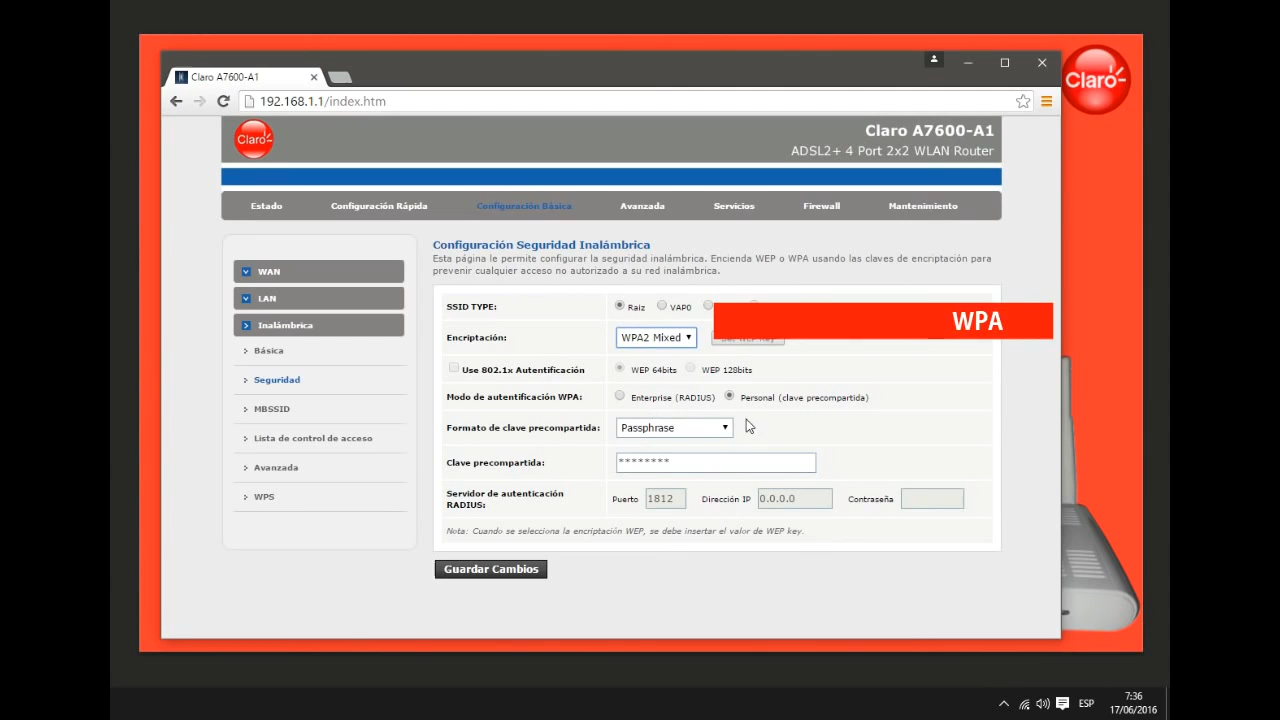 Claro A7600-A1
192.168.1.1/index.htm
Claro
Claro
Claro A7600-A1
ADSL2+ 4 Port 2x2 WLAN Router
Estado Configuración Rápida Configuración Básica Avanzada Servicios Firewall Mantenimiento
WAN
LAN
Inalámbrica
Básica
Seguridad
MBSSID
Lista de control de acceso
Avanzada
WPS
Configuración Seguridad Inalámbrica
Esta página le permite configurar la seguridad inalámbrica. Encienda WEP o WPA usando las claves de encriptación para
prevenir cualquier acceso no autorizado a su red inalámbrica.
SSID TYPE: Raiz VAP0
WPA
Encriptación: WPA2 Mixed
Use 802.1x Autentificación WEP 64bits WEP 128bits
Modo de autentificación WPA: Enterprise (RADIUS) Personal (clave precompartida)
Formato de clave precompartida: Passphrase
Clave precompartida: ********
Servidor de autenticación
RADIUS: Puerto 1812 Dirección IP 0.0.0.0 Contraseña
Nota: Cuando se selecciona la encriptación WEP, se debe insertar el valor de WEP key.
Guardar Cambios
ESP
7:36
17/06/2016